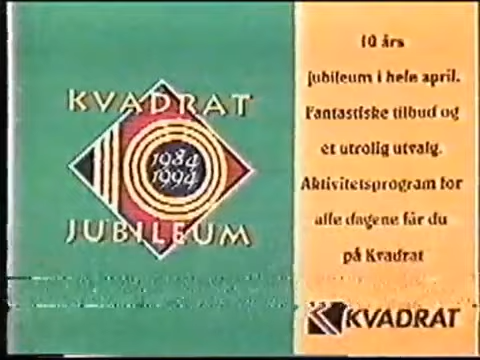 KVADRAT
1984
1994
JUBILEUM
10 års
jubileum i hele april.
Fantastiske tilbud og
et utrolig utvalg.
Aktivitetsprogram for
alle dagene får du
på Kvadrat
KVADRAT